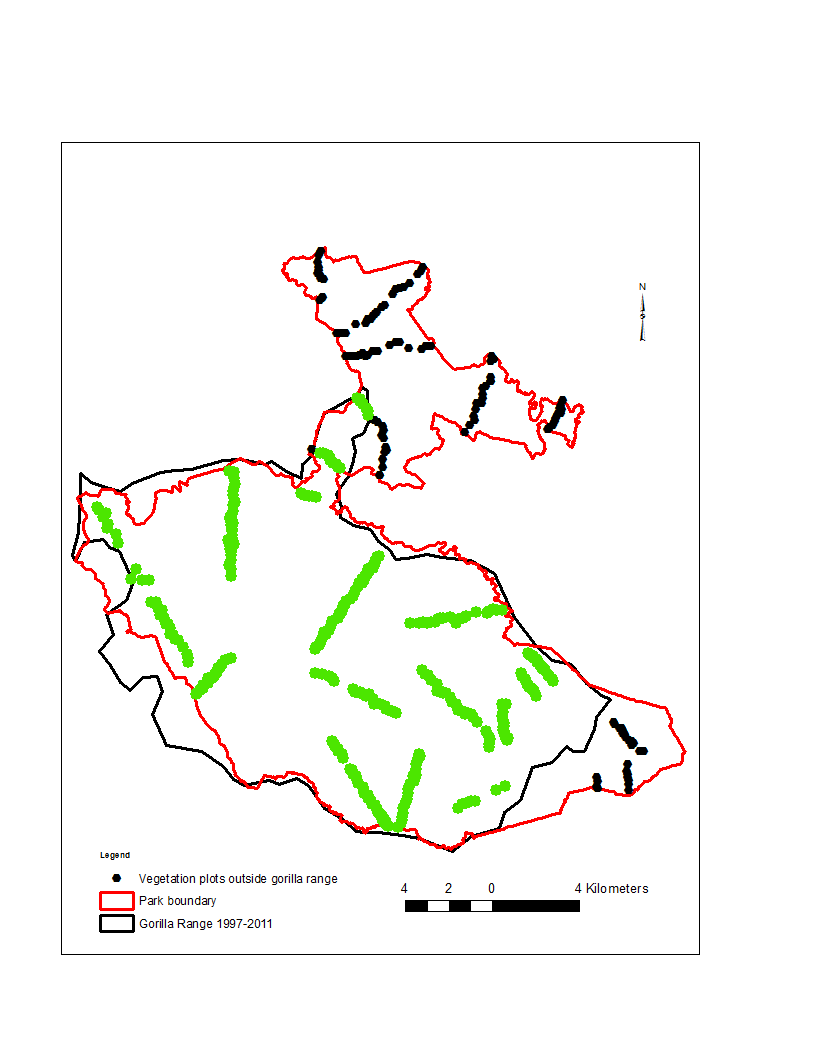 N
S
Legend
Vegetation plots outside gorilla range
Park boundary
Gorilla Range 1997-2011
4 2 0 4 Kilometers